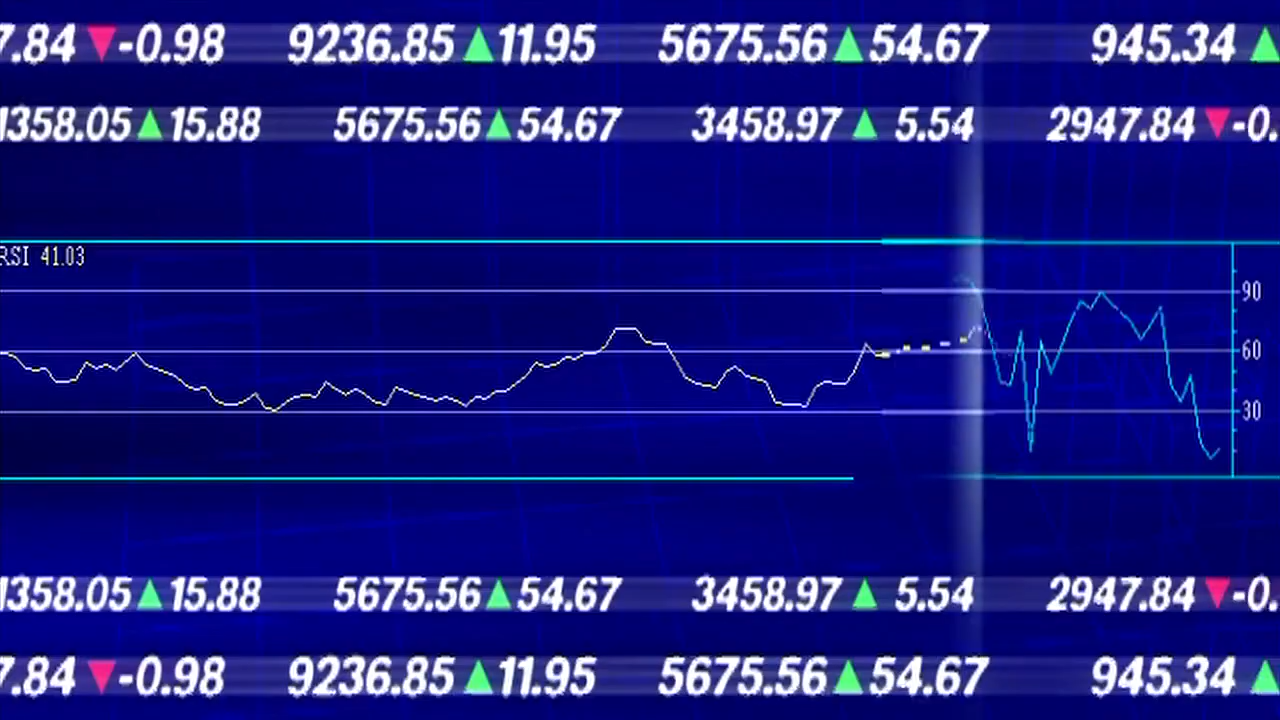 7.84 ▼-0.98 9236.85 ▲11.95 5675.56 ▲54.67 945.34 ▲
1358.05 ▲ 15.88 5675.56 ▲ 54.67 3458.97 ▲ 5.54 2947.84 ▼-0.
RSI 41.03
90
60
30
1358.05 ▲ 15.88 5675.56 ▲ 54.67 3458.97 ▲ 5.54 2947.84 ▼-0.
7.84 ▼-0.98 9236.85 ▲11.95 5675.56 ▲54.67 945.34 ▲